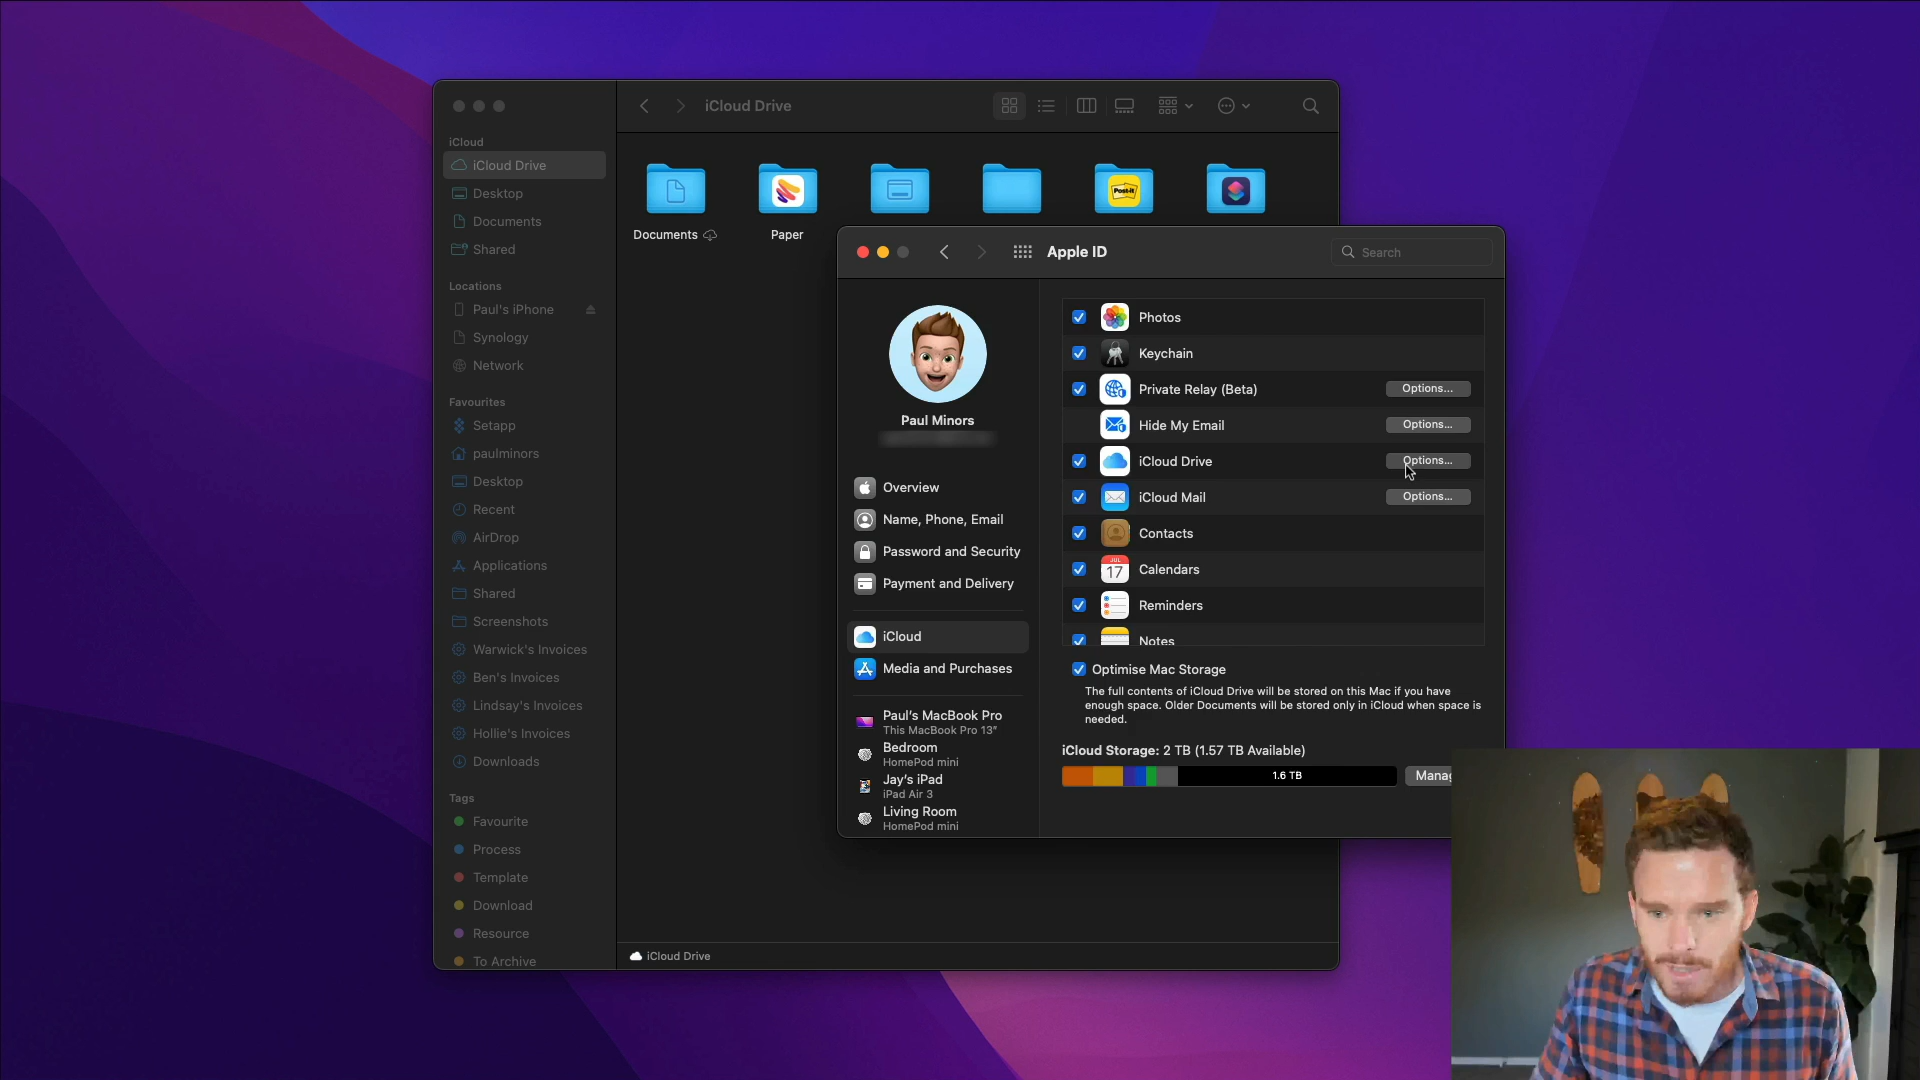 iCloud Drive
iCloud
iCloud Drive
Desktop
Documents
Shared
Locations
Paul's iPhone
Synology
Network
Favourites
Setapp
paulminors
Desktop
Recent
AirDrop
Applications
Shared
Screenshots
Warwick's Invoices
Ben's Invoices
Lindsay's Invoices
Hollie's Invoices
Downloads
Tags
Favourite
Process
Template
Download
Resource
To Archive
Documents
Paper
Post-it
iCloud Drive
Apple ID
Search
Paul Minors
Overview
Name, Phone, Email
Password and Security
Payment and Delivery
iCloud
Media and Purchases
Paul's MacBook Pro
This MacBook Pro 13"
Bedroom
HomePod mini
Jay's iPad
iPad Air 3
Living Room
HomePod mini
Photos
Keychain
Private Relay (Beta) Options...
Hide My Email Options...
iCloud Drive Options...
iCloud Mail Options...
Contacts
JUL
17
Calendars
Reminders
Notes
Optimise Mac Storage
The full contents of iCloud Drive will be stored on this Mac if you have
enough space. Older Documents will be stored only in iCloud when space is
needed.
iCloud Storage: 2 TB (1.57 TB Available)
1.6 TB
Manag